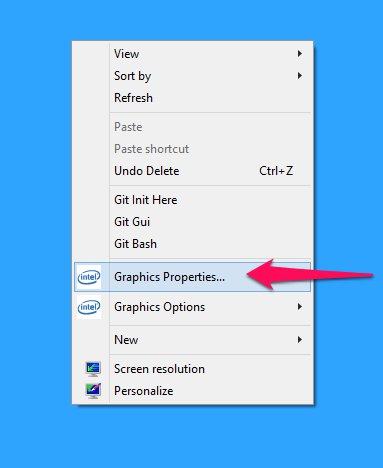 View
Sort by
Refresh
Paste
Paste shortcut
Undo Delete Ctrl+Z
Git Init Here
Git Gui
Git Bash
intel Graphics Properties...
intel Graphics Options
New
Screen resolution
Personalize